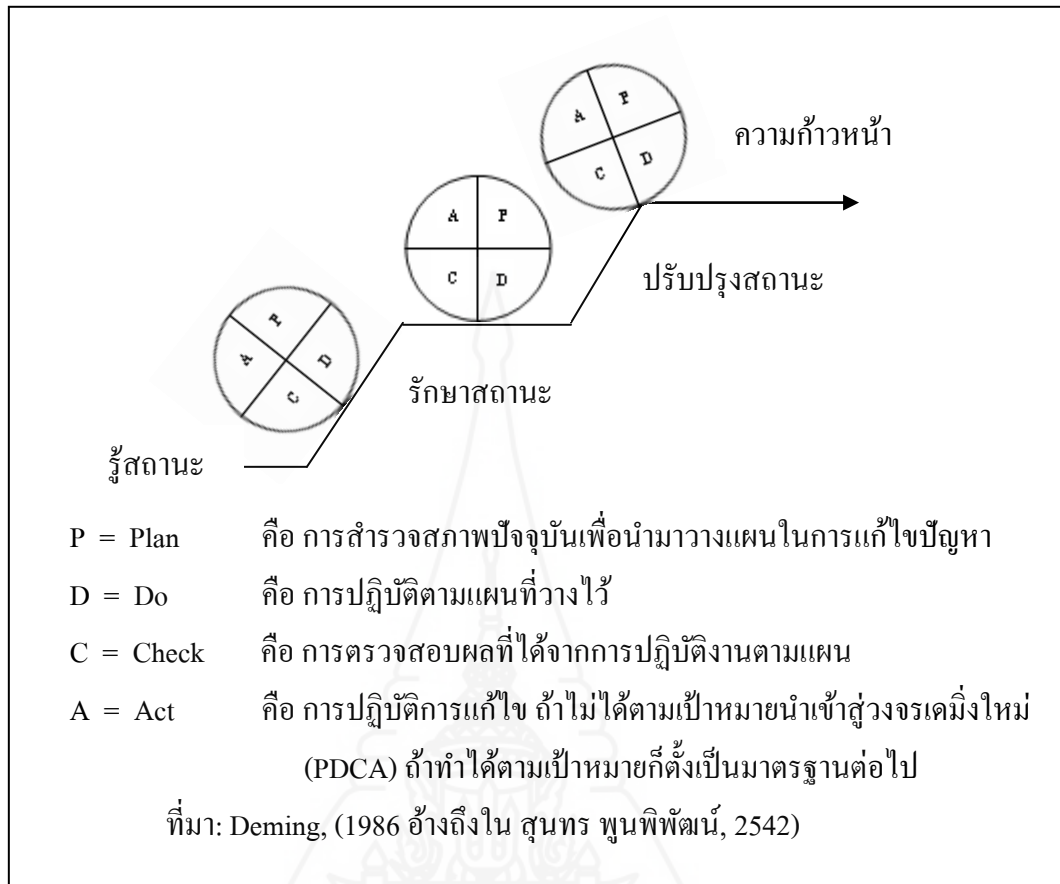 A P
C D
ความก้าวหน้า
A P
C D
ปรับปรุงสถานะ
P
A D
C
รักษาสถานะ
รู้สถานะ
P = Plan คือ การสำรวจสภาพปัจจุบันเพื่อนำมาวางแผนในการแก้ไขปัญหา
D = Do คือ การปฏิบัติตามแผนที่วางไว้
C = Check คือ การตรวจสอบผลที่ได้จากการปฏิบัติงานตามแผน
A = Act คือ การปฏิบัติการแก้ไข ถ้าไม่ได้ตามเป้าหมายนำเข้าสู่วงจรเดมิ่งใหม่
(PDCA) ถ้าทำได้ตามเป้าหมายก็ตั้งเป็นมาตรฐานต่อไป
ที่มา: Deming, (1986 อ้างถึงใน สุนทร พูนพิพัฒน์, 2542)